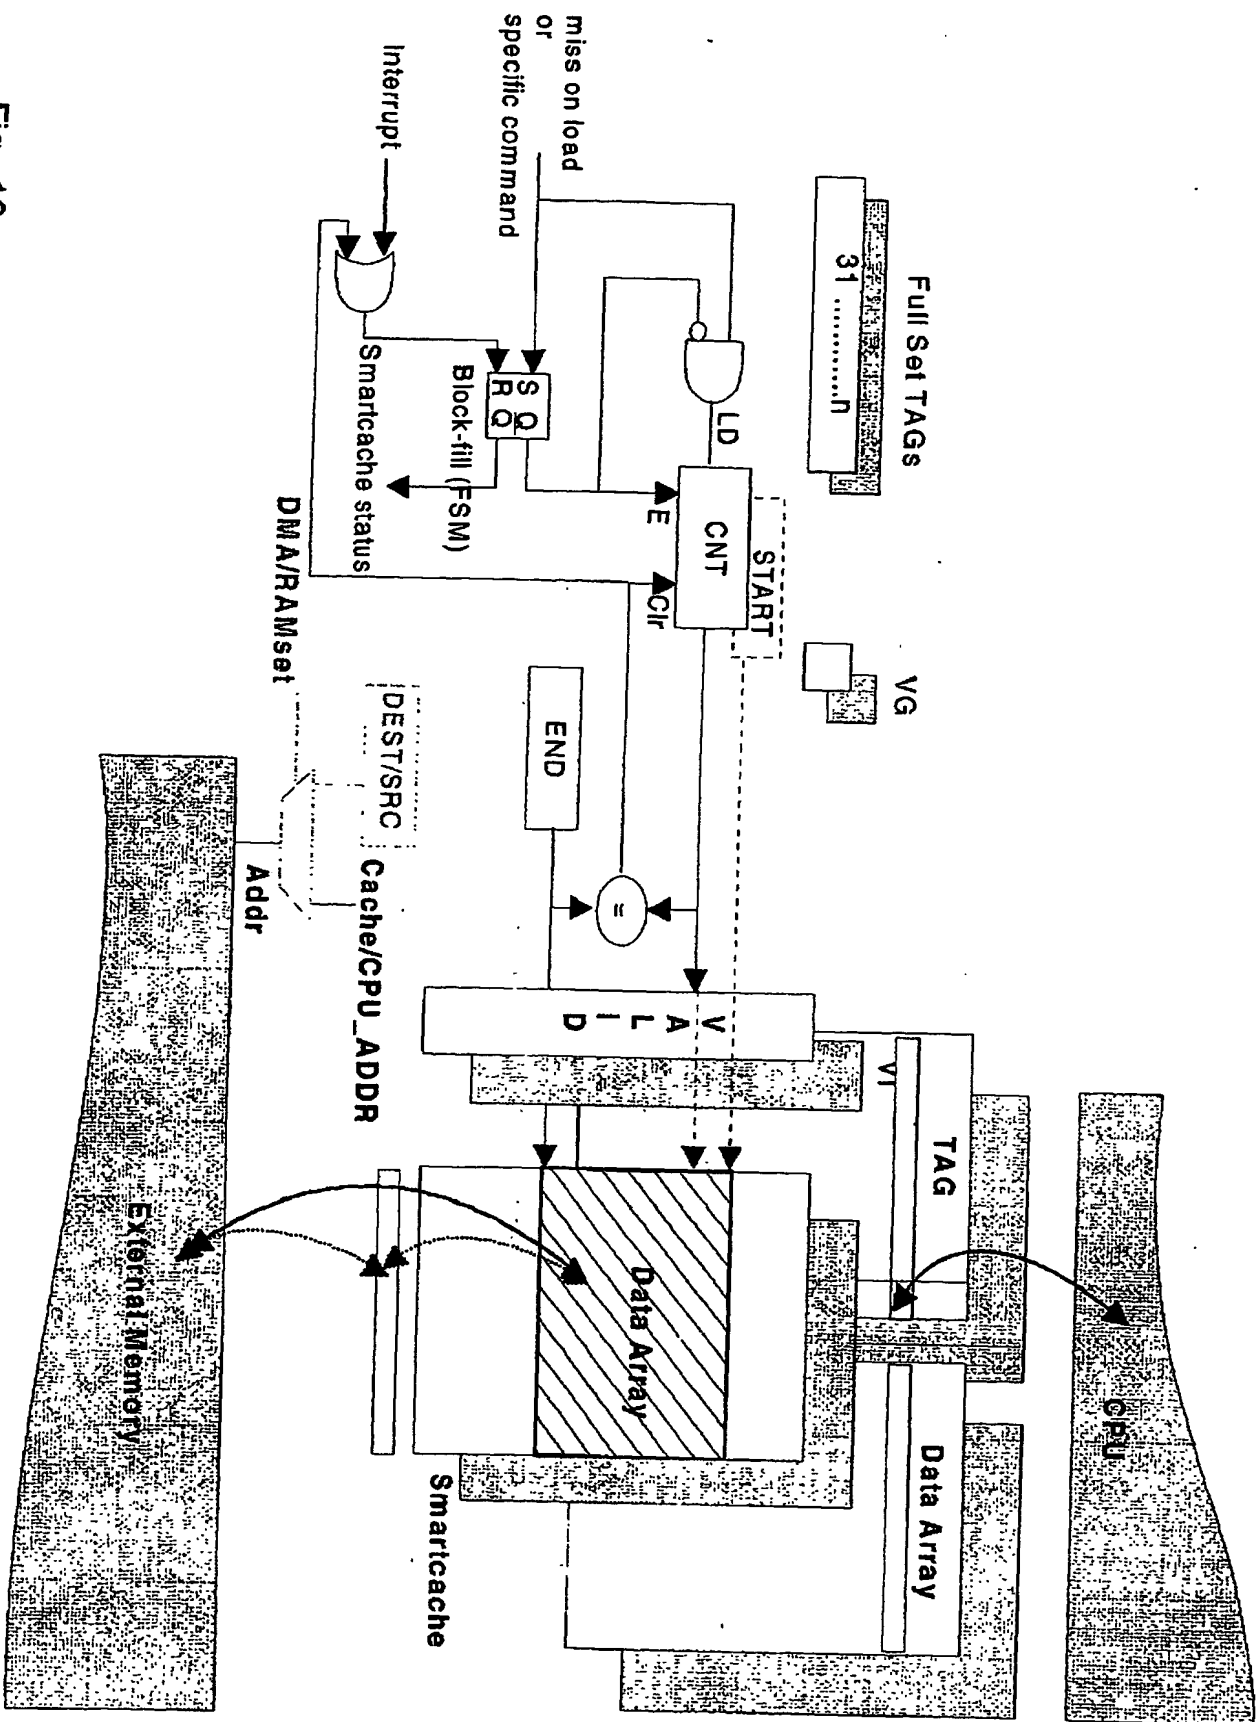 Full Set TAGs
31 ............n
VG
CPU
TAG
VI
Data Array
START
LD
CNT
E
Clr
miss on load
or
specific command
S Q
R Q
Block-fill (FSM)
Interrupt
Smartcache status
END
=
VALID
Data Array
Smartcache
DMA/RAMset
DEST/SRC
Cache/CPU_ADDR
Addr
External Memory